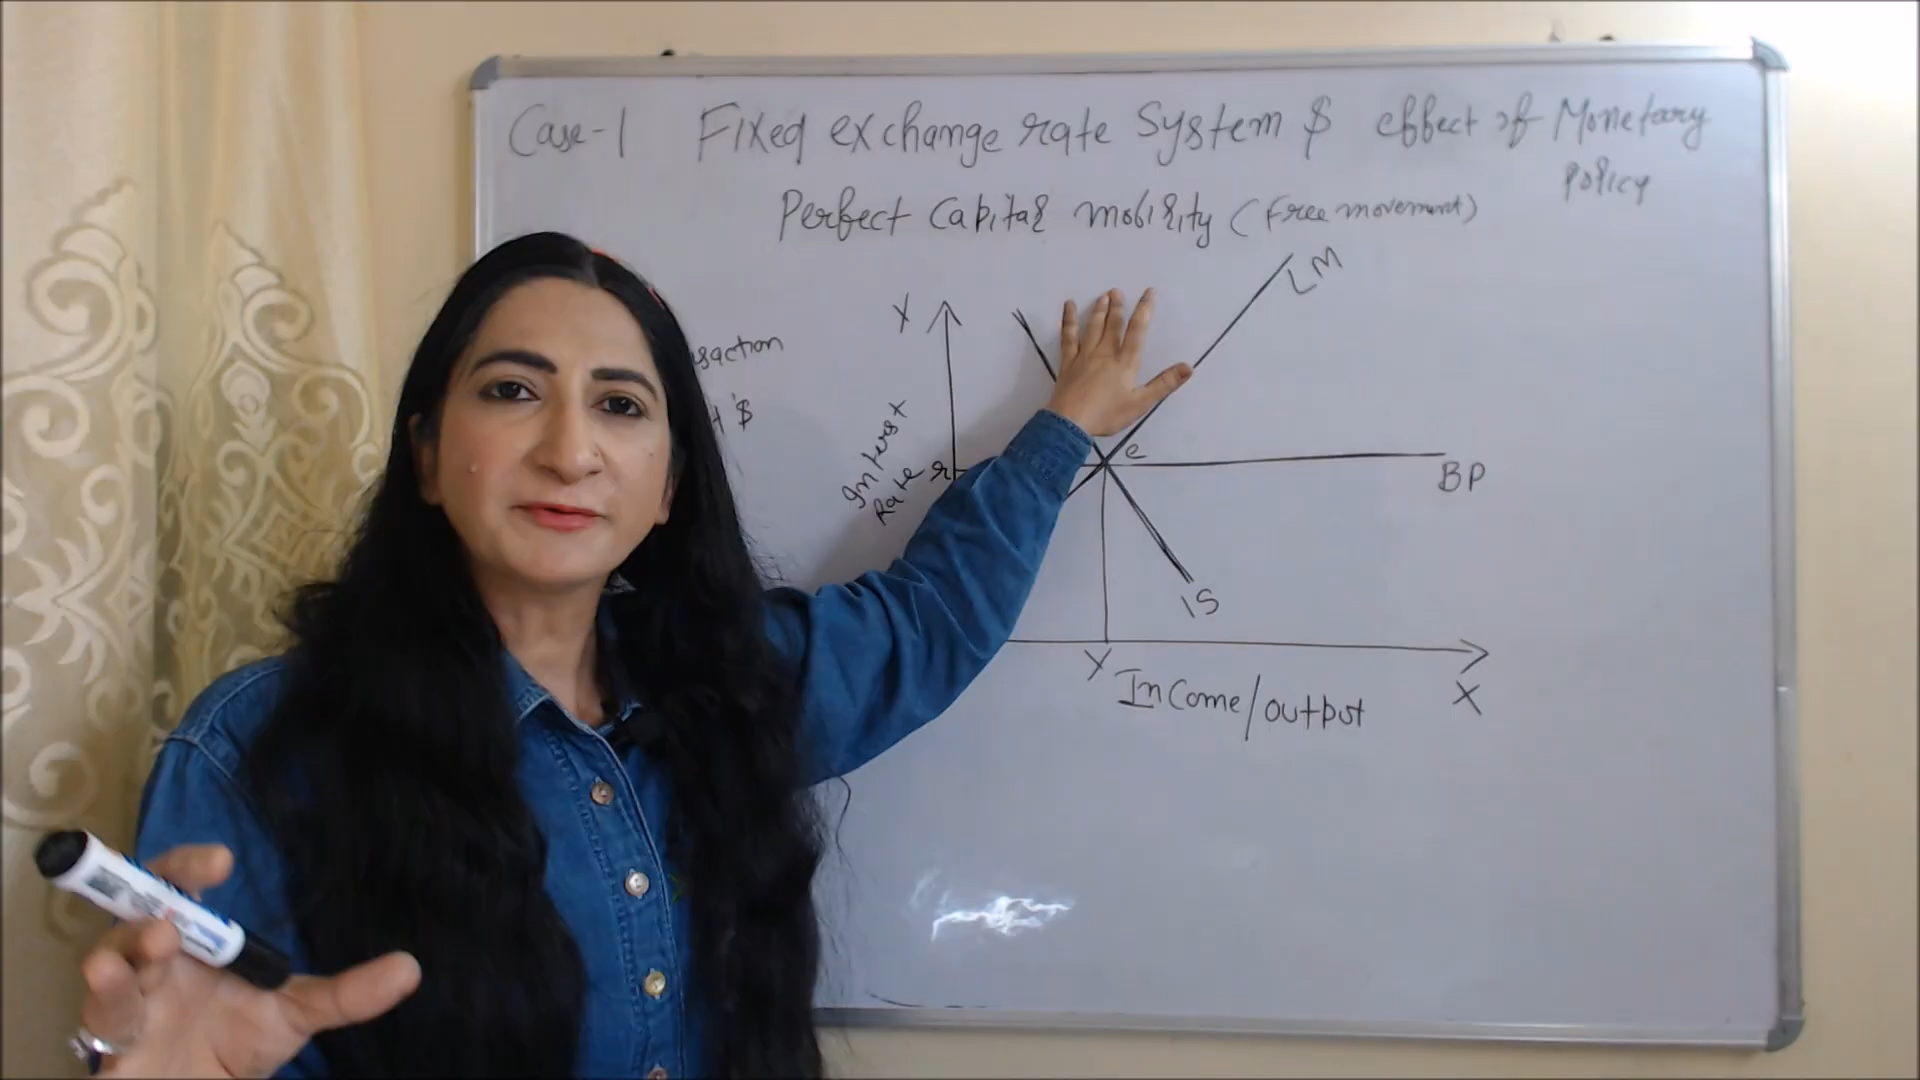 Case-1 Fixed exchange rate System $ effect of Monetary
Policy
Perfect Capital mobility (Free movement)
LM
Y
Interest
Rate
r
e
BP
IS
Y
Income/output
X